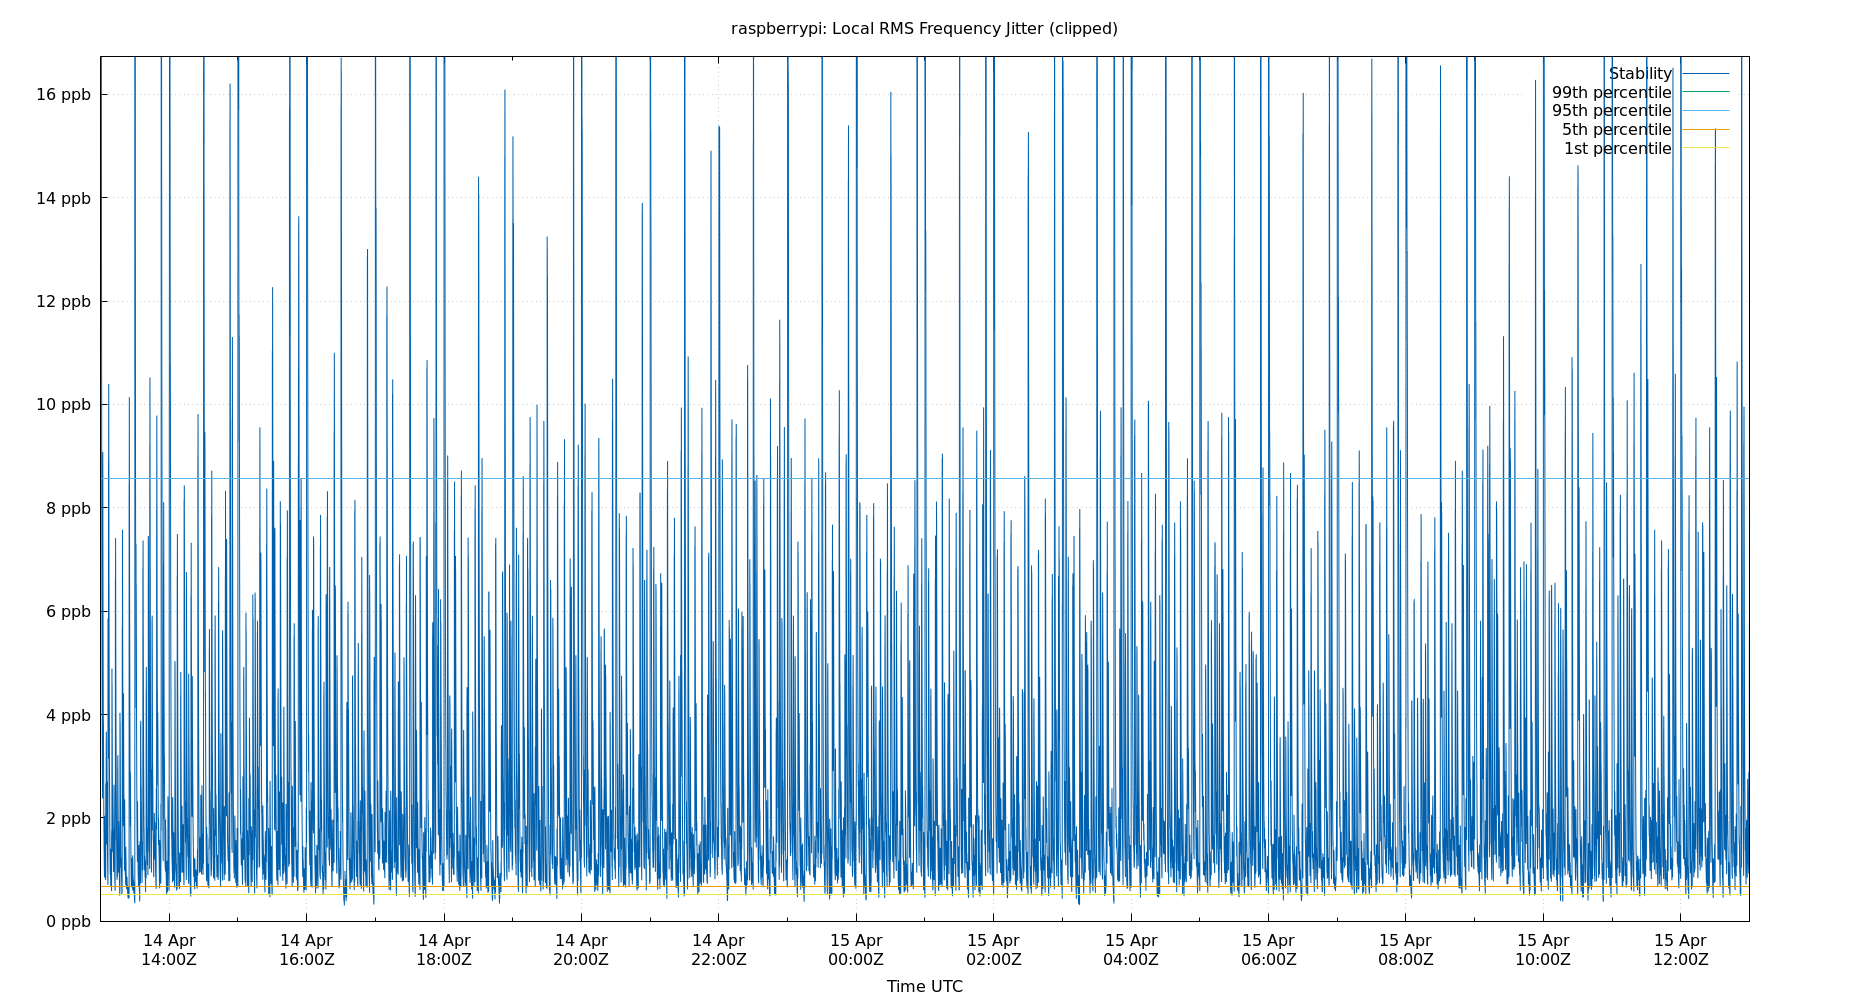 raspberrypi: Local RMS Frequency Jitter (clipped)
Stability
99th percentile
95th percentile
5th percentile
1st percentile
16 ppb
14 ppb
12 ppb
10 ppb
8 ppb
6 ppb
4 ppb
2 ppb
0 ppb
14 Apr 14 Apr 14 Apr 14 Apr 14 Apr 15 Apr 15 Apr 15 Apr 15 Apr 15 Apr 15 Apr 15 Apr
14:00Z 16:00Z 18:00Z 20:00Z 22:00Z 00:00Z 02:00Z 04:00Z 06:00Z 08:00Z 10:00Z 12:00Z
Time UTC